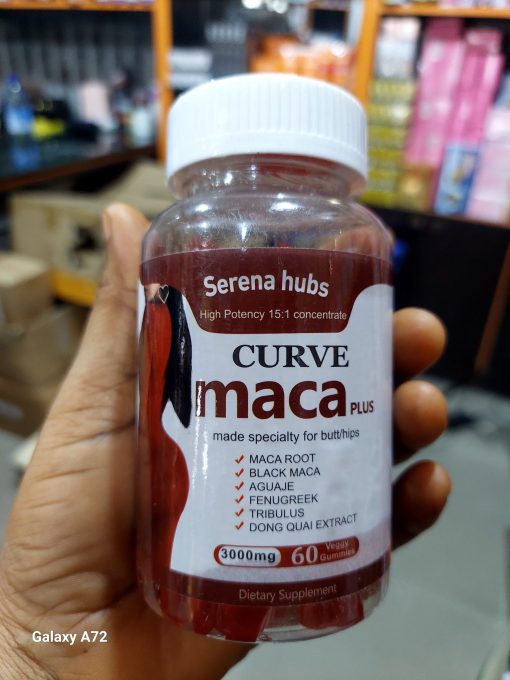 Serena hubs
High Potency 15:1 concentrate
CURVE
maca PLUS
made specialty for butt/hips
✓ MACA ROOT
✓ BLACK MACA
✓ AGUAJE
✓ FENUGREEK
✓ TRIBULUS
✓ DONG QUAI EXTRACT
3000mg 60 Veggy Gummies
Dietary Supplement
Galaxy A72